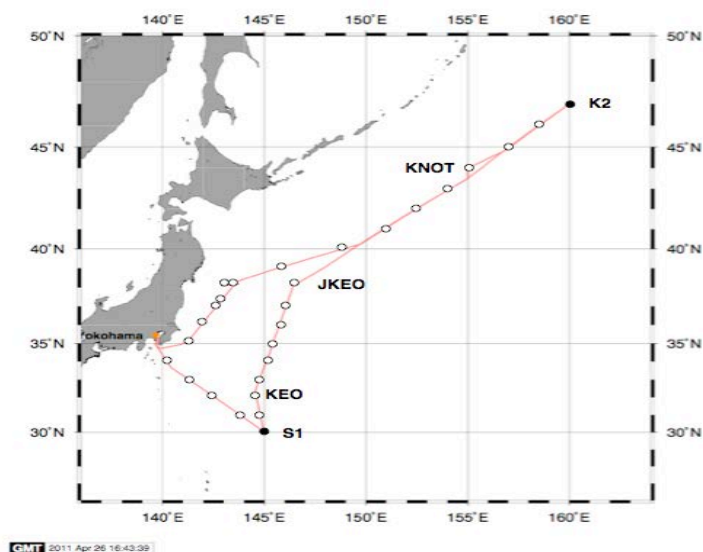 140˚E 145˚E 150˚E 155˚E 160˚E
50˚N 50˚N
K2
45˚N 45˚N
KNOT
40˚N 40˚N
JKEO
rokohama
35˚N 35˚N
KEO
30˚N S1 30˚N
140˚E 145˚E 150˚E 155˚E 160˚E
GMT 2011 Apr 26 16:43:39